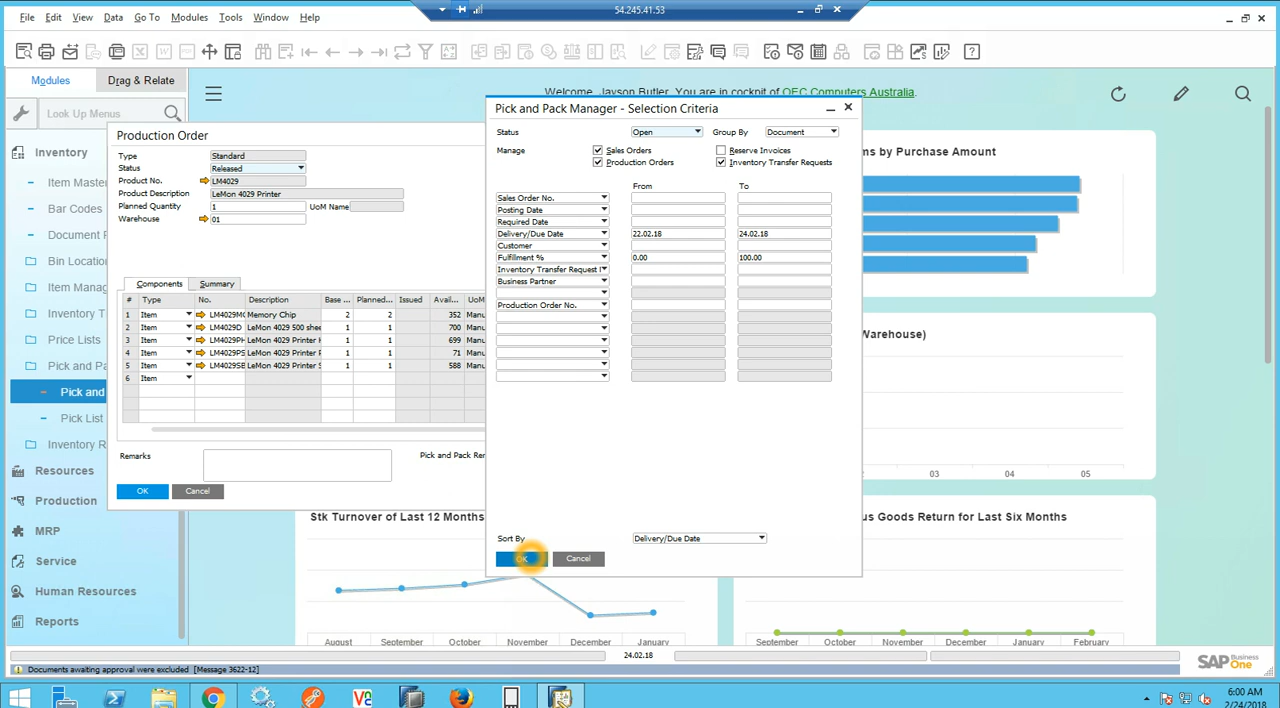 File Edit View Data Go To Modules Tools Window Help
54.245.41.53
Modules Drag & Relate
Look Up Menus
Welcome, Jayson Butler. You are in cockpit of OEC Computers Australia.
Inventory
Item Mast
Bar Codes
Document
Bin Locatio
Item Manag
Inventory T
Price Lists
Pick and Pa
Pick and
Pick List
Inventory R
Resources
Production
MRP
Service
Human Resources
Reports
Production Order
Type Standard
Status Released
Product No. LM4029
Product Description LeMon 4029 Printer
Planned Quantity 1 UoM Name
Warehouse 01
Components Summary
# Type No. Description Base ... Planned... Issued Avail... UoM
1 Item LM4029MC Memory Chip 2 2 352 Manu
2 Item LM4029D LeMon 4029 500 shee 1 1 700 Manu
3 Item LM4029PH LeMon 4029 Printer H 1 1 699 Manu
4 Item LM4029PS LeMon 4029 Printer 1 1 71 Manu
5 Item LM4029SB LeMon 4029 Printer S 1 1 588 Manu
6 Item
Remarks
Pick and Pack Rer
OK Cancel
Pick and Pack Manager - Selection Criteria
Status Open Group By Document
Manage Sales Orders Reserve Invoices
Production Orders Inventory Transfer Requests
From To
Sales Order No.
Posting Date
Required Date
Delivery/Due Date 22.02.18 24.02.18
Customer
Fulfillment % 0.00 100.00
Inventory Transfer Request
Business Partner
Production Order No.
Sort By Delivery/Due Date
OK Cancel
ms by Purchase Amount
Warehouse)
03 04 05
Stk Turnover of Last 12 Months
August September October November December January
us Goods Return for Last Six Months
September October November December January February
24.02.18
SAP Business One
Documents awaiting approval were excluded [Message 3622-12]
6:00 AM
2/24/2018